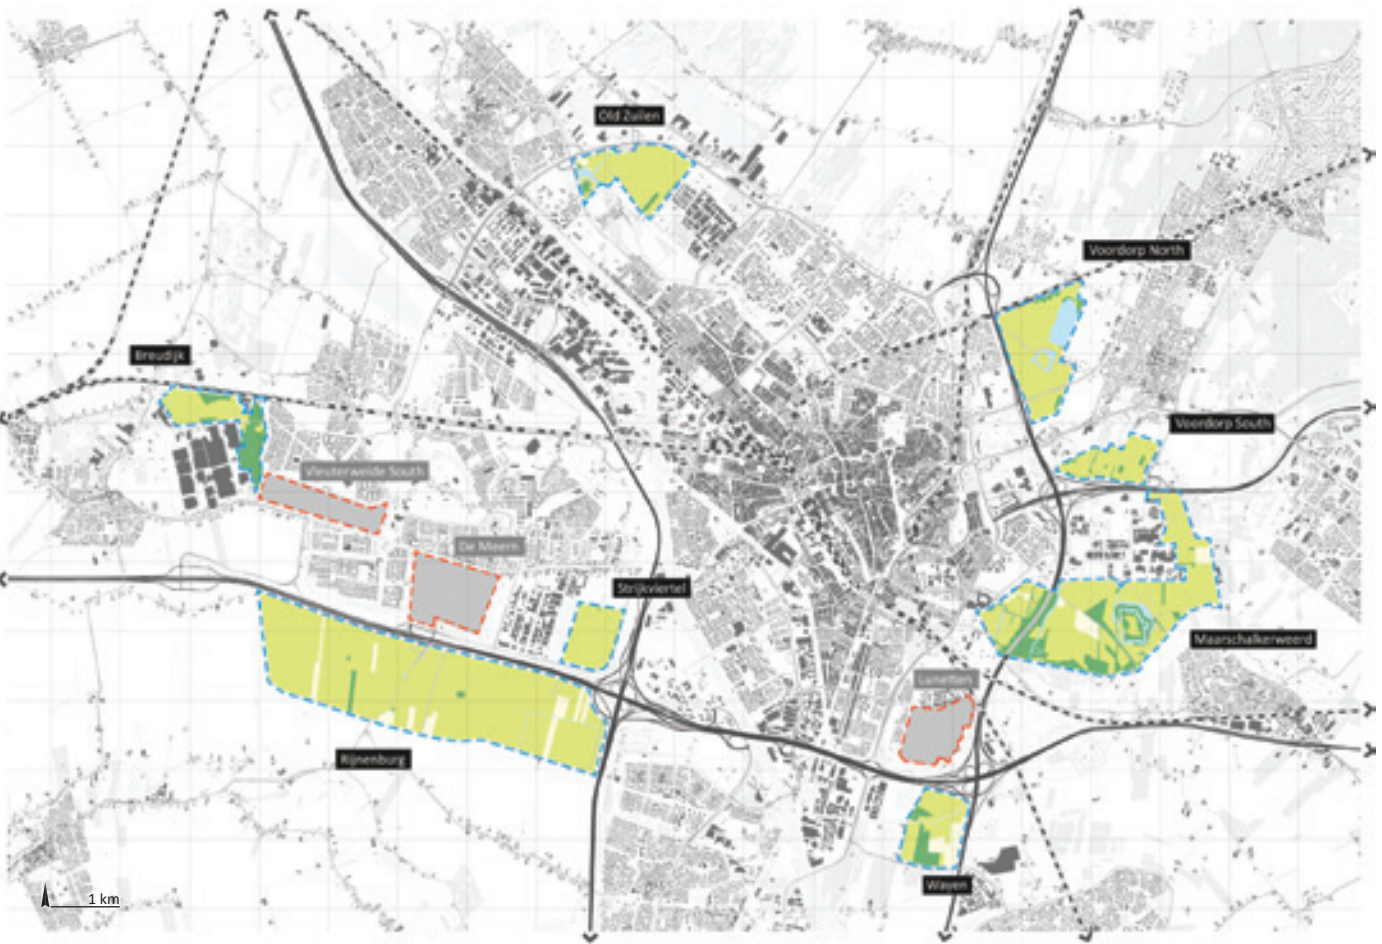 Old Zuilen
Voordorp North
Breudijk
Voordorp South
Vleuterweide South
De Meern
Strijkviertel
Maarschalkerweerd
Lunetten
Rijnenburg
Wayen
1 km